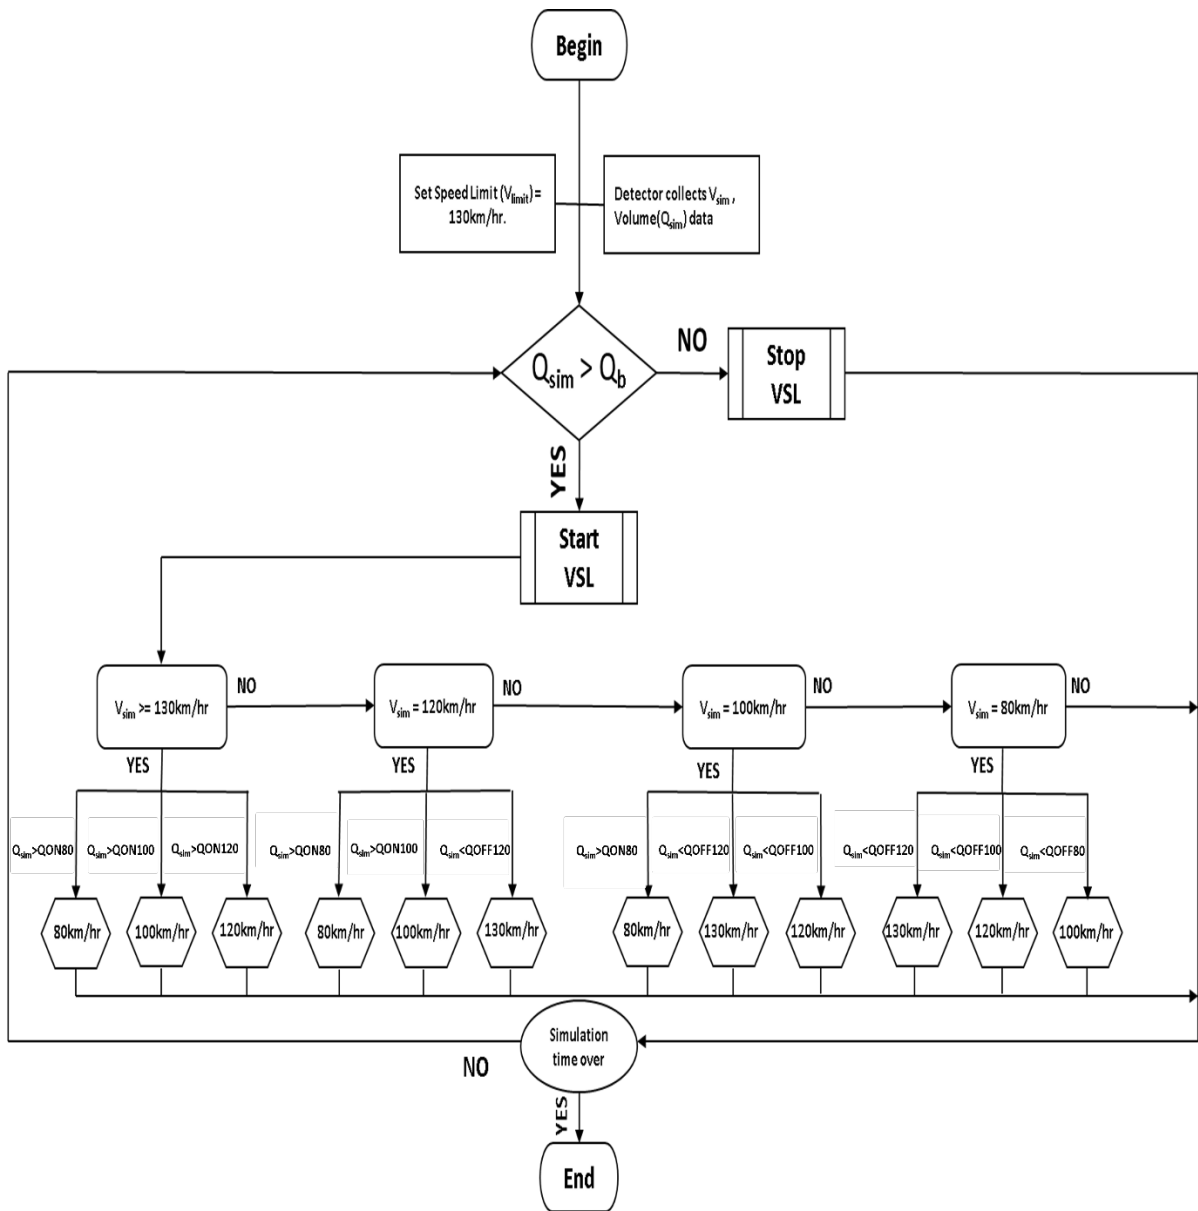 Begin
Set Speed Limit (Vlimit) =
130km/hr.
Detector collects Vsim ,
Volume(Qsim) data
Qsim > Qb
NO
Stop
VSL
YES
Start
VSL
Vsim >= 130km/hr
NO
Vsim = 120km/hr
NO
Vsim = 100km/hr
NO
Vsim = 80km/hr
NO
YES
YES
YES
YES
Qsim>QON80
Qsim>QON100
Qsim>QON120
Qsim>QON80
Qsim>QON100
Qsim<QOFF120
Qsim>QON80
Qsim<QOFF120
Qsim<QOFF100
Qsim<QOFF120
Qsim<QOFF100
Qsim<QOFF80
80km/hr
100km/hr
120km/hr
80km/hr
100km/hr
130km/hr
80km/hr
130km/hr
120km/hr
130km/hr
120km/hr
100km/hr
Simulation
time over
NO
YES
End